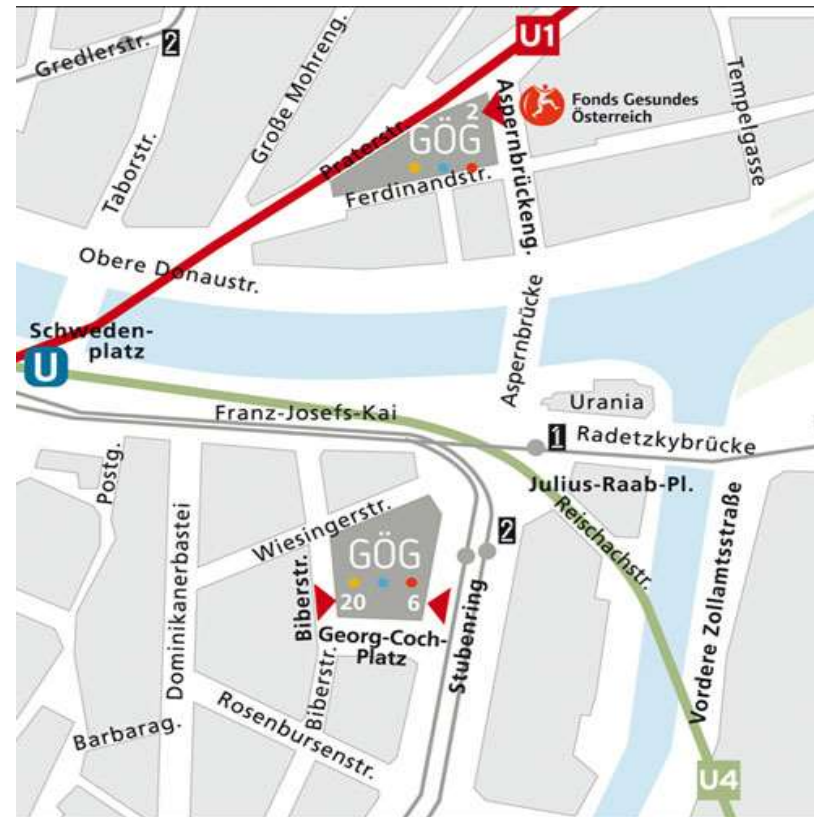 U1
Gredlerstr.
2
Große Mohreng.
Tempelgasse
Taborstr.
Praterstr.
2
GÖG
Aspernbrückeng.
Fonds Gesundes
Österreich
Ferdinandstr.
Obere Donaustr.
Aspernbrücke
Schweden-
platz
U
Franz-Josefs-Kai
Urania
1
Radetzkybrücke
Julius-Raab-Pl.
Postg.
Dominikanerbastei
Wiesingerstr.
GÖG
20
6
2
Reischachstr.
Vordere Zollamtsstraße
Biberstr.
Georg-Coch-
Platz
Stubenring
Biberstr.
Rosenbursenstr.
Barbarag.
U4